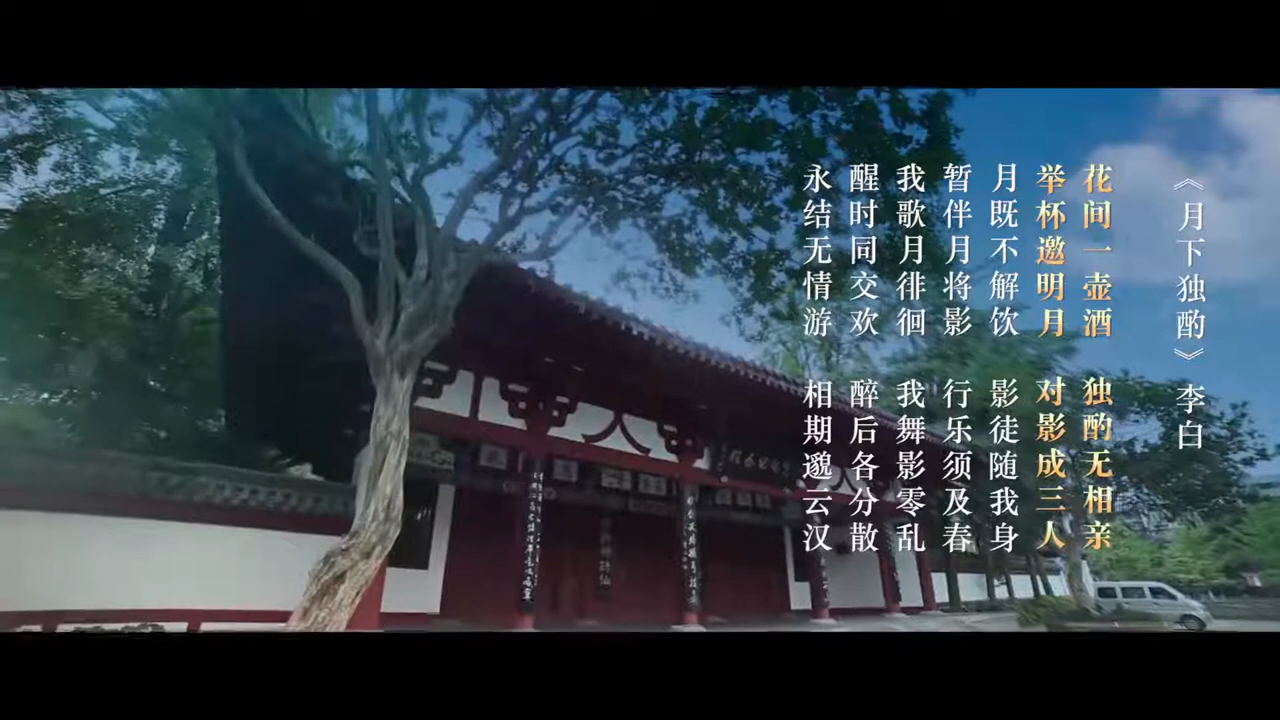 《月下独酌》李白
花间一壶酒 独酌无相亲
举杯邀明月 对影成三人
月既不解饮 影徒随我身
暂伴月将影 行乐须及春
我歌月徘徊 我舞影零乱
醒时同交欢 醉后各分散
永结无情游 相期邈云汉